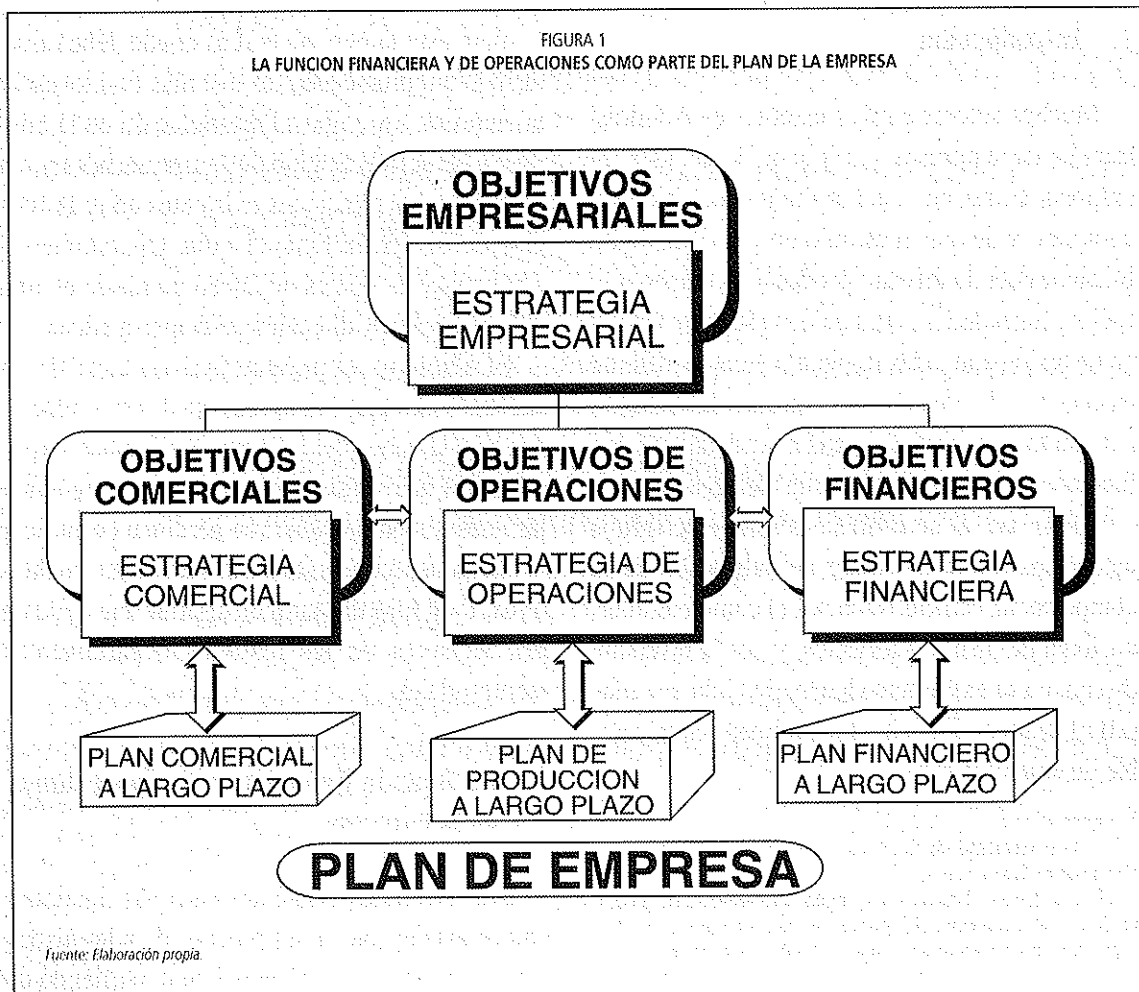 FIGURA 1
LA FUNCION FINANCIERA Y DE OPERACIONES COMO PARTE DEL PLAN DE LA EMPRESA
OBJETIVOS
EMPRESARIALES
ESTRATEGIA
EMPRESARIAL
OBJETIVOS
COMERCIALES
ESTRATEGIA
COMERCIAL
OBJETIVOS DE
OPERACIONES
ESTRATEGIA DE
OPERACIONES
OBJETIVOS
FINANCIEROS
ESTRATEGIA
FINANCIERA
PLAN COMERCIAL
A LARGO PLAZO
PLAN DE
PRODUCCION
A LARGO PLAZO
PLAN FINANCIERO
A LARGO PLAZO
PLAN DE EMPRESA
Fuente: Elaboración propia.